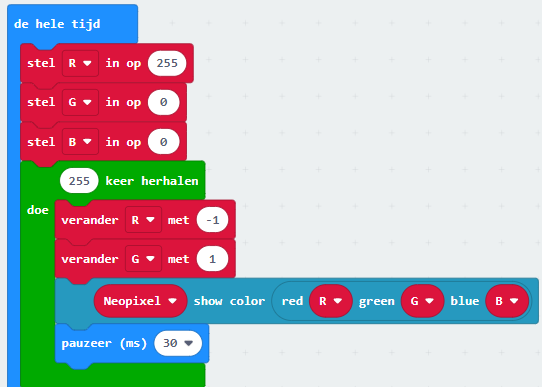 de hele tijd
stel R in op 255
stel G in op 0
stel B in op 0
255 keer herhalen
doe
verander R met -1
verander G met 1
Neopixel show color red R green G blue B
pauzeer (ms) 30